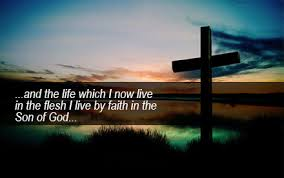 ...and the life which I now live
in the flesh I live by faith in the
Son of God...